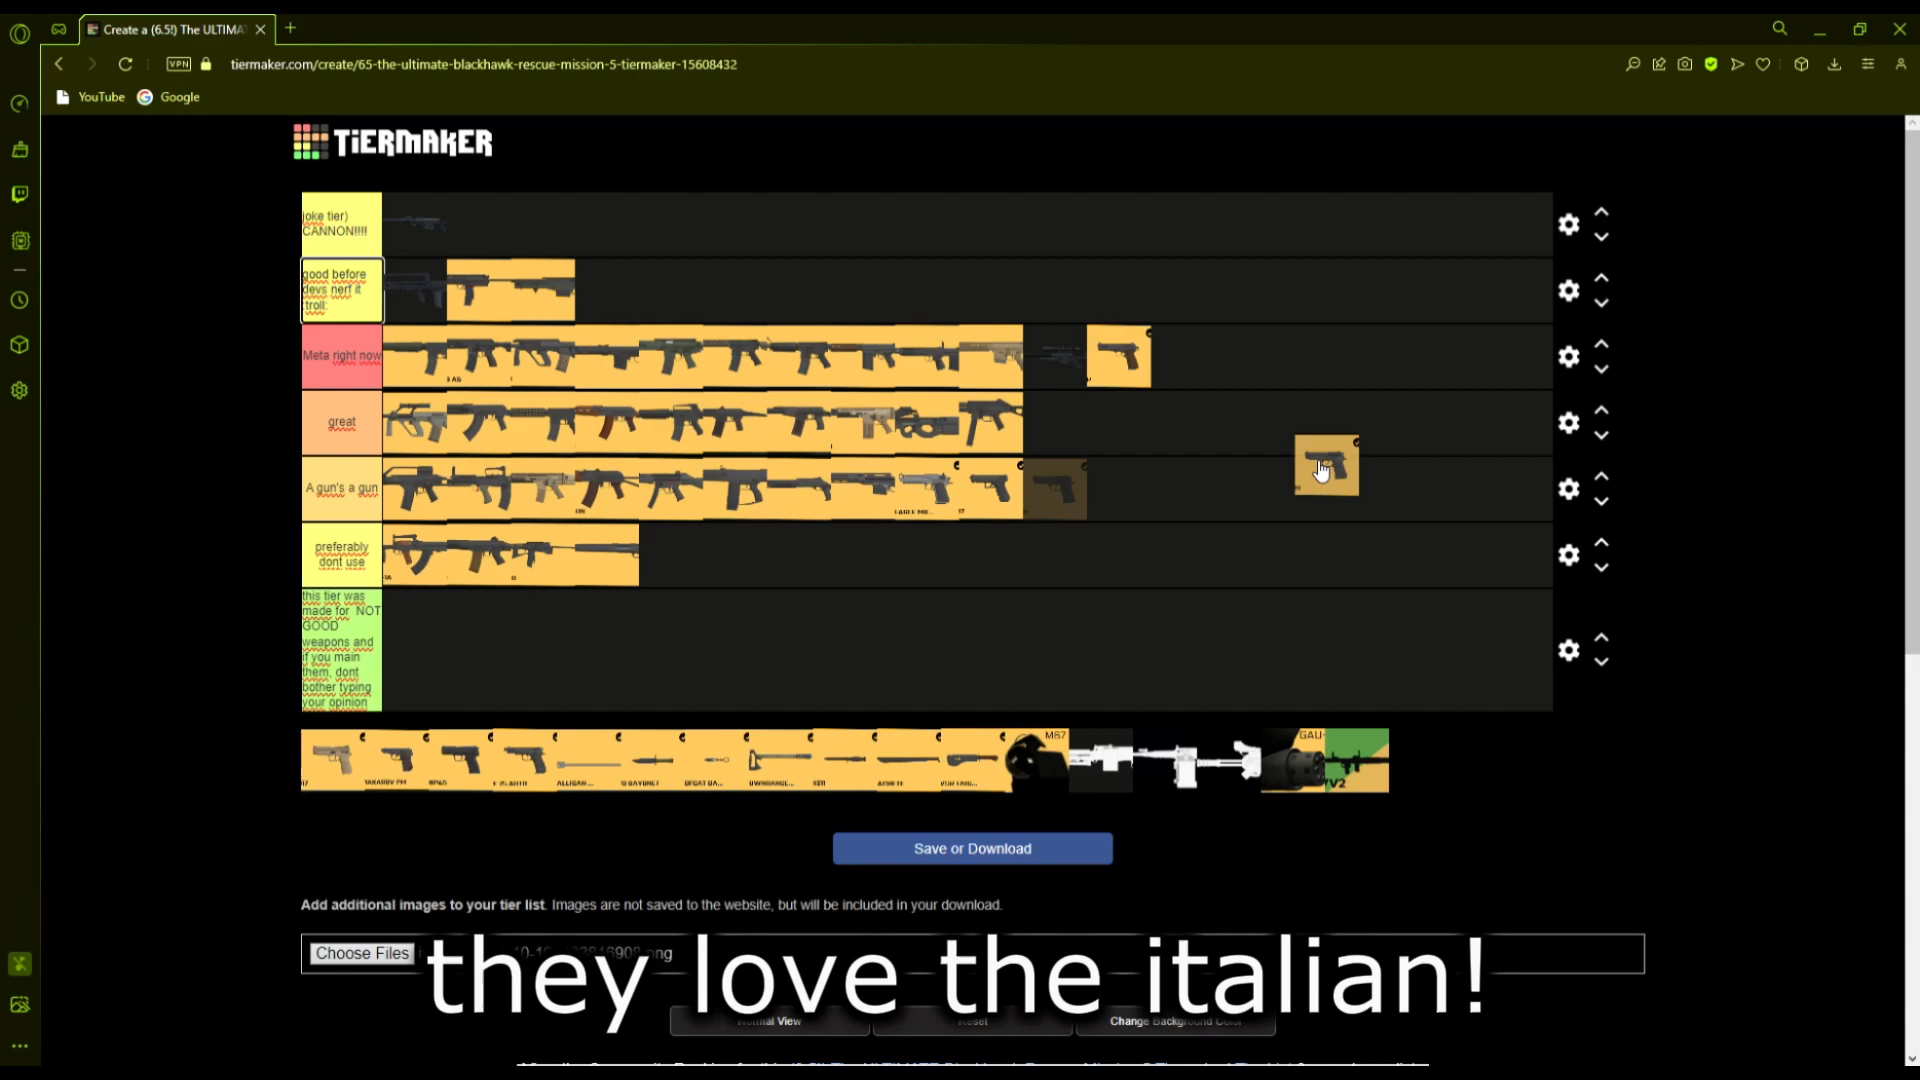 Create a (6.5!) The ULTIMA
VPN
tiermaker.com/create/65-the-ultimate-blackhawk-rescue-mission-5-tiermaker-15608432
YouTube
Google
TiERMAKER
joke tier)
CANNON!!!!
good before
devs nerf it
:troll:
Meta right now
great
A gun's a gun
preferably
dont use
this tier was
made for NOT
GOOD
weapons and
if you main
them, dont
bother typing
your opinion
M67
GAU-
V2
Save or Download
Add additional images to your tier list. Images are not saved to the website, but will be included in your download.
Choose Files
they love the italian!
Normal View
Reset
Change Background Color